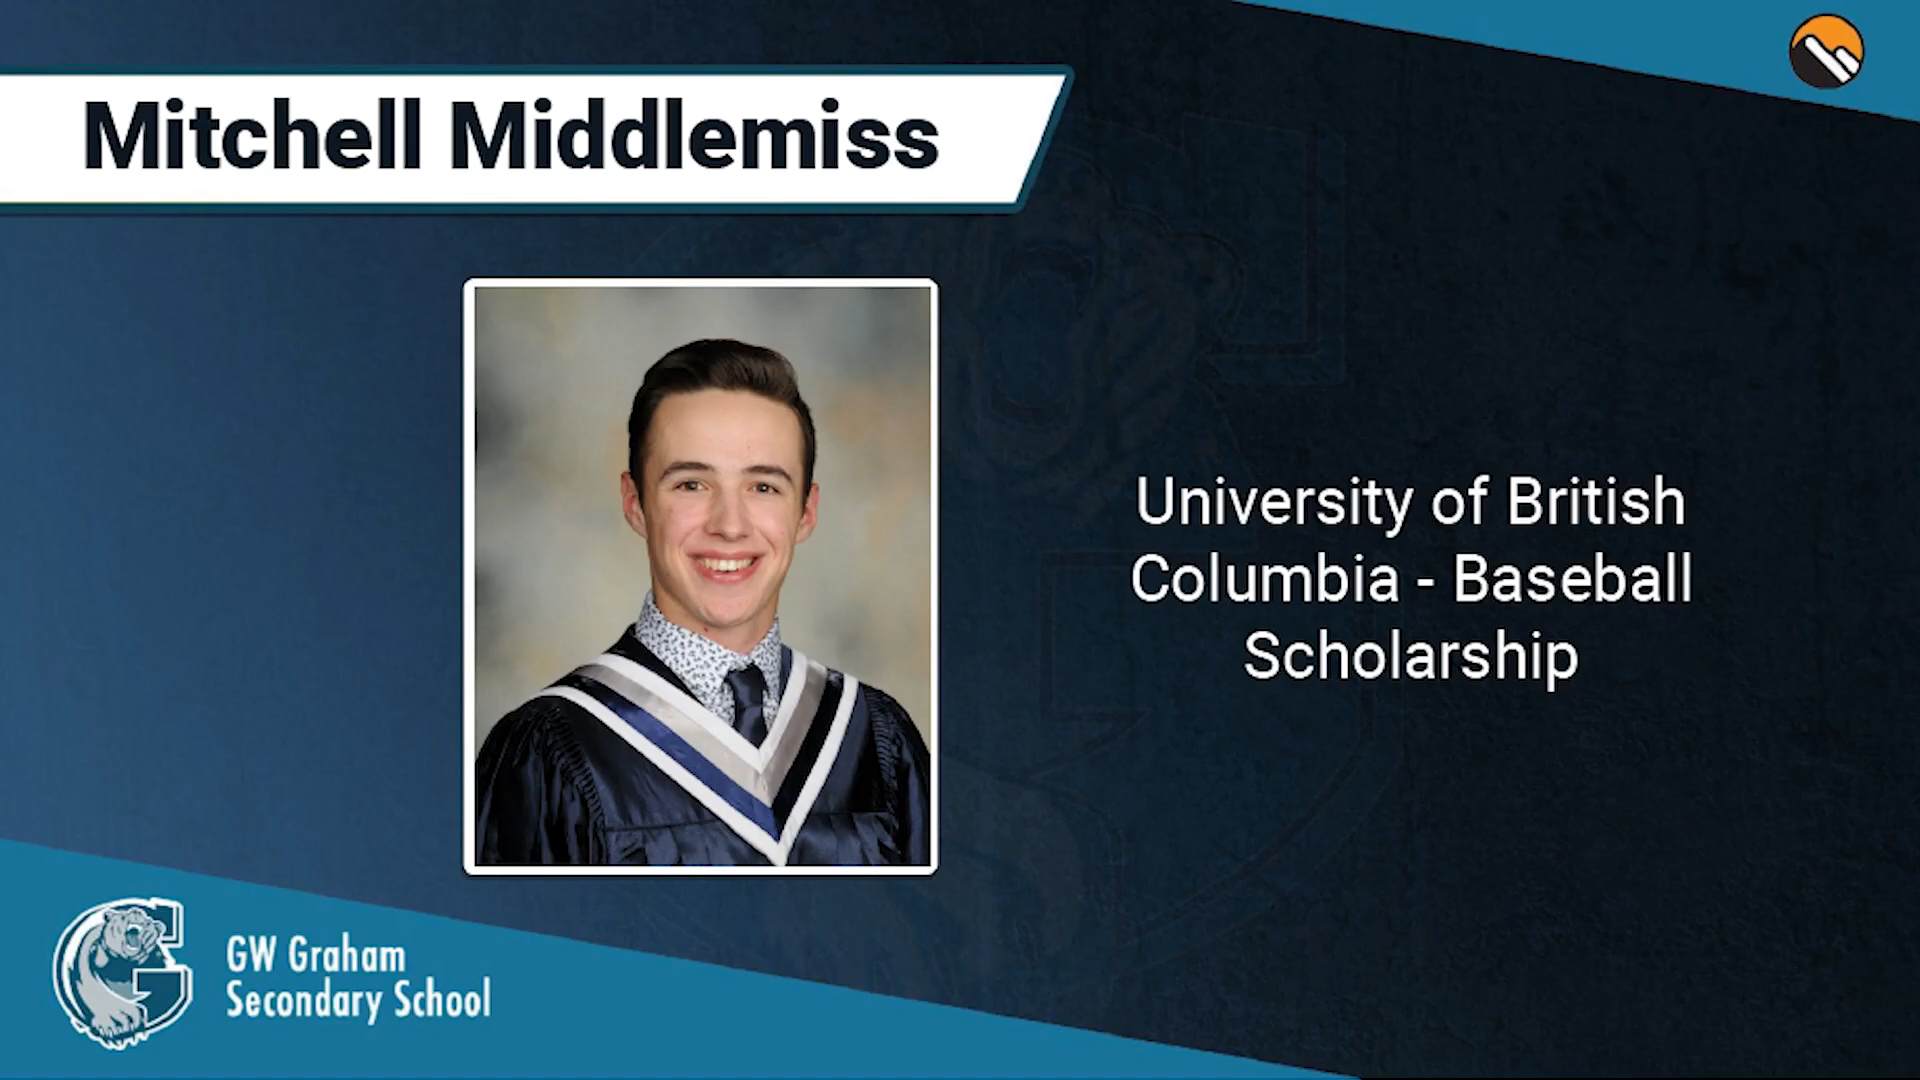 Mitchell Middlemiss
University of British
Columbia - Baseball
Scholarship
GW Graham
Secondary School